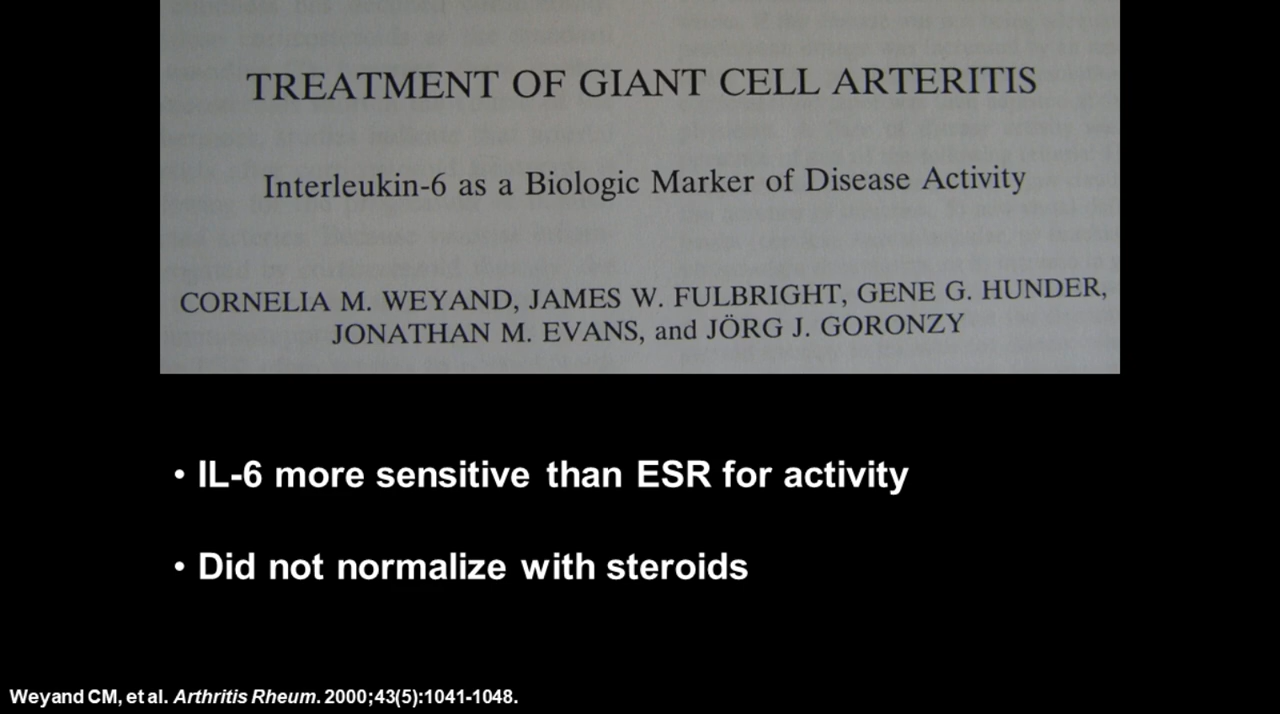 TREATMENT OF GIANT CELL ARTERITIS
Interleukin-6 as a Biologic Marker of Disease Activity
CORNELIA M. WEYAND, JAMES W. FULBRIGHT, GENE G. HUNDER,
JONATHAN M. EVANS, and JÖRG J. GORONZY
• IL-6 more sensitive than ESR for activity
• Did not normalize with steroids
Weyand CM, et al. Arthritis Rheum. 2000;43(5):1041-1048.